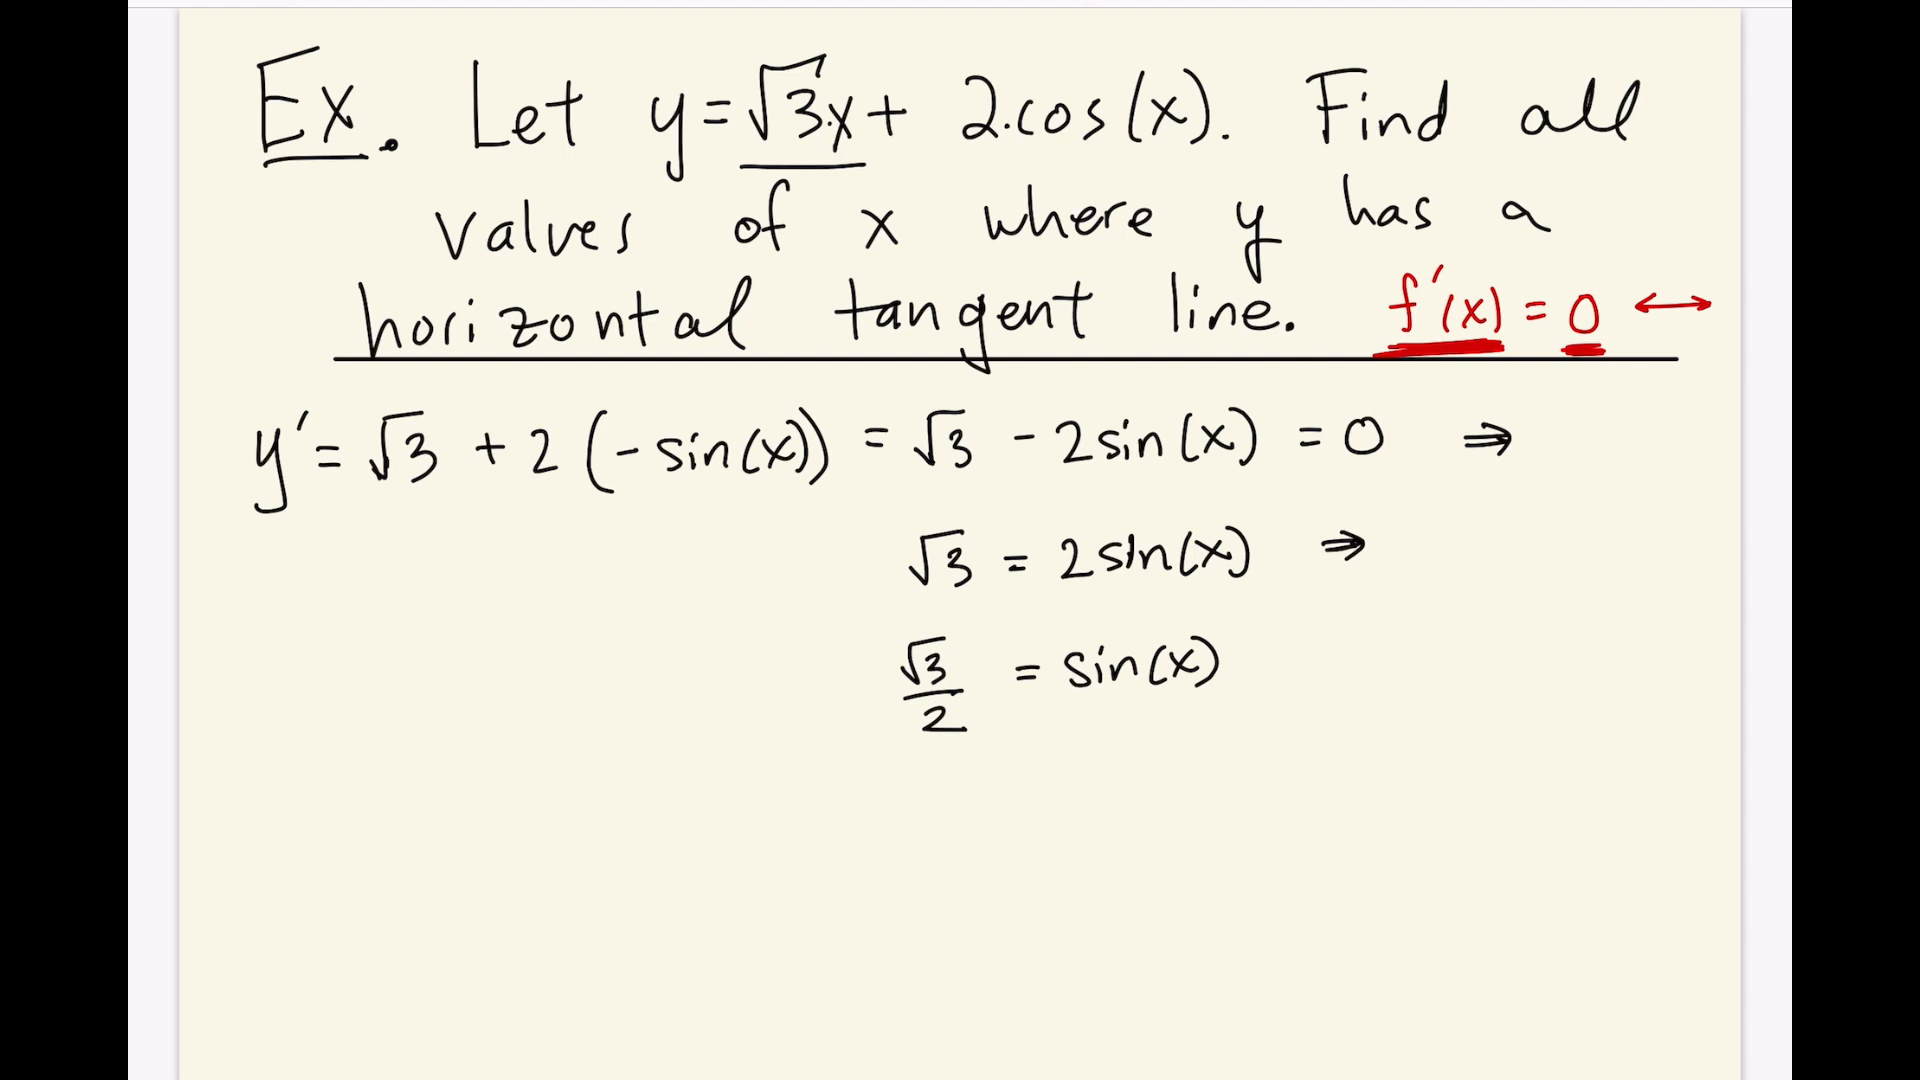 Ex. Let y=√3·x + 2·cos(x). Find all
values of x where y has a
horizontal tangent line. f'(x) = 0 ↔
y' = √3 + 2 (-sin(x)) = √3 - 2sin(x) = 0 ⇒
√3 = 2sin(x) ⇒
√3/2 = sin(x)